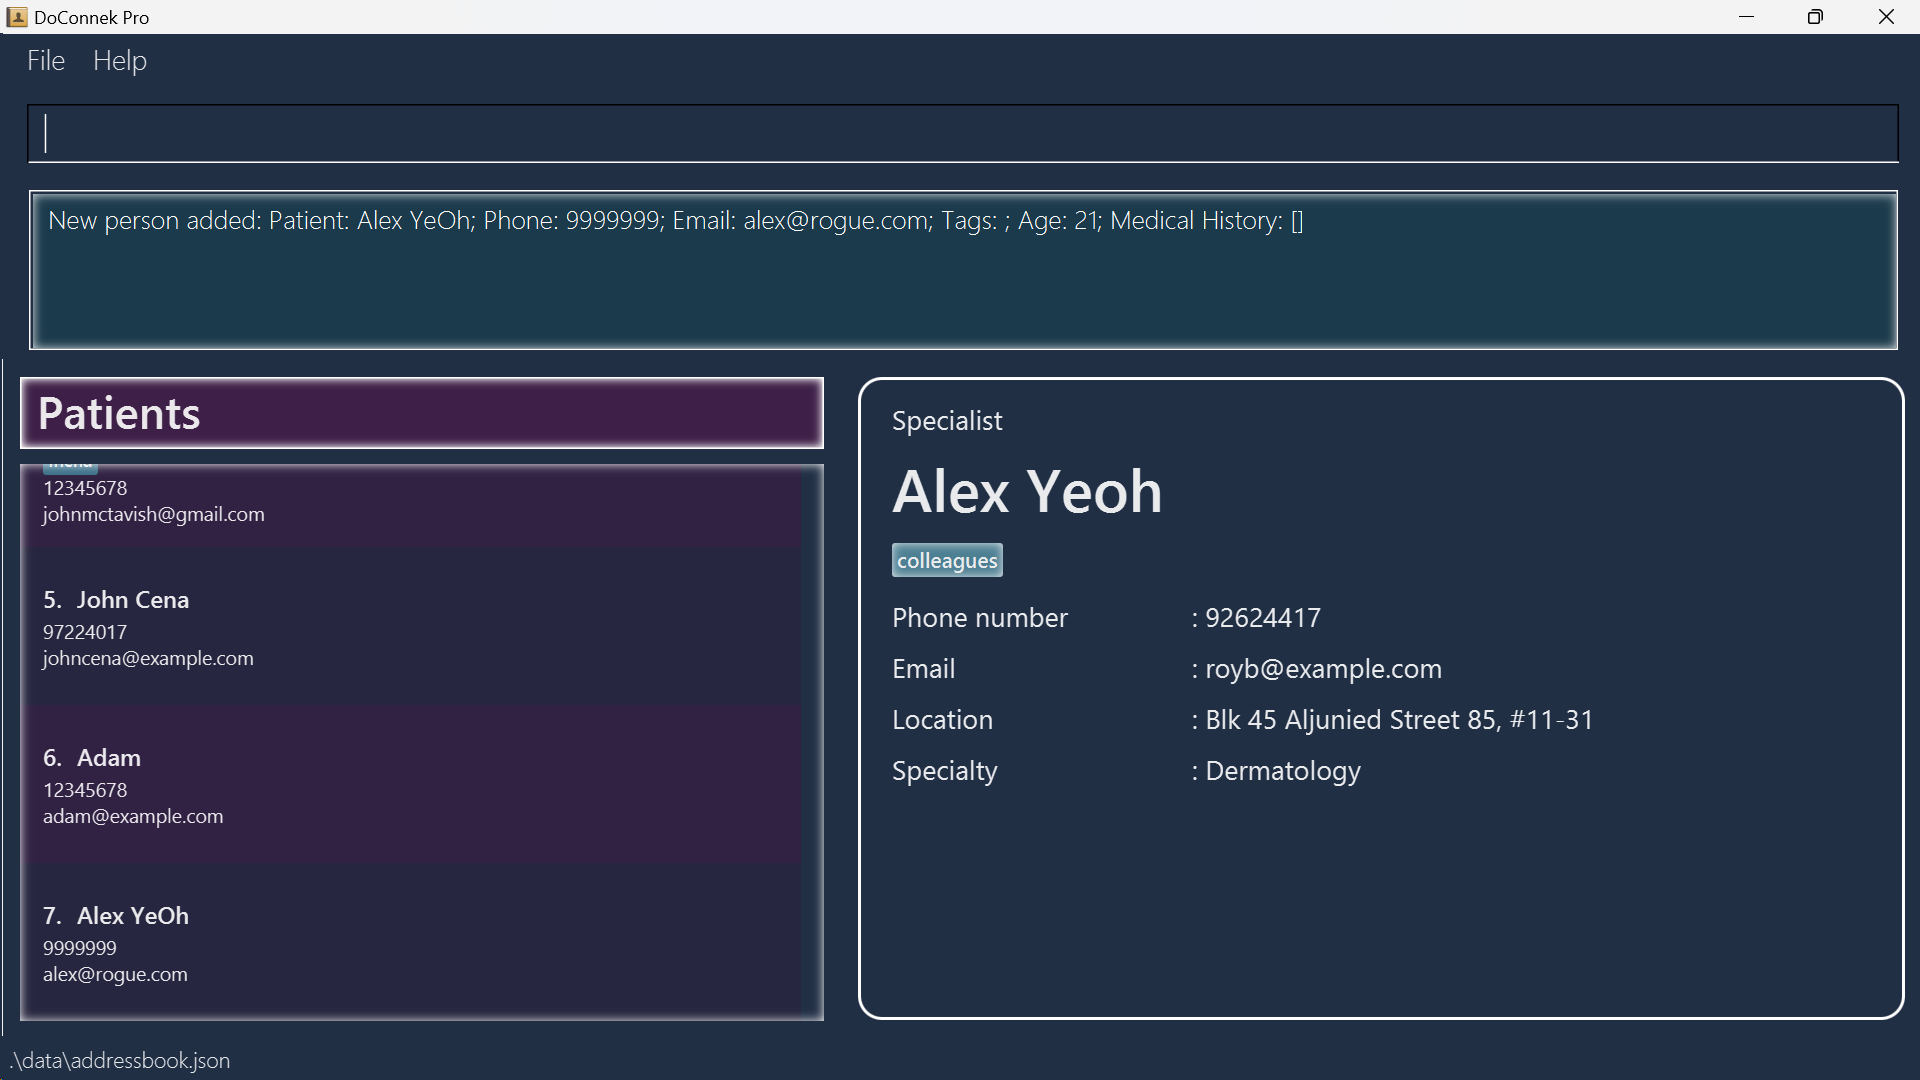 DoConnek Pro
File Help
New person added: Patient: Alex YeOh; Phone: 9999999; Email: alex@rogue.com; Tags: ; Age: 21; Medical History: []
Patients
12345678
johnmctavish@gmail.com
5. John Cena
97224017
johncena@example.com
6. Adam
12345678
adam@example.com
7. Alex YeOh
9999999
alex@rogue.com
Specialist
Alex Yeoh
colleagues
Phone number : 92624417
Email : royb@example.com
Location : Blk 45 Aljunied Street 85, #11-31
Specialty : Dermatology
.\data\addressbook.json